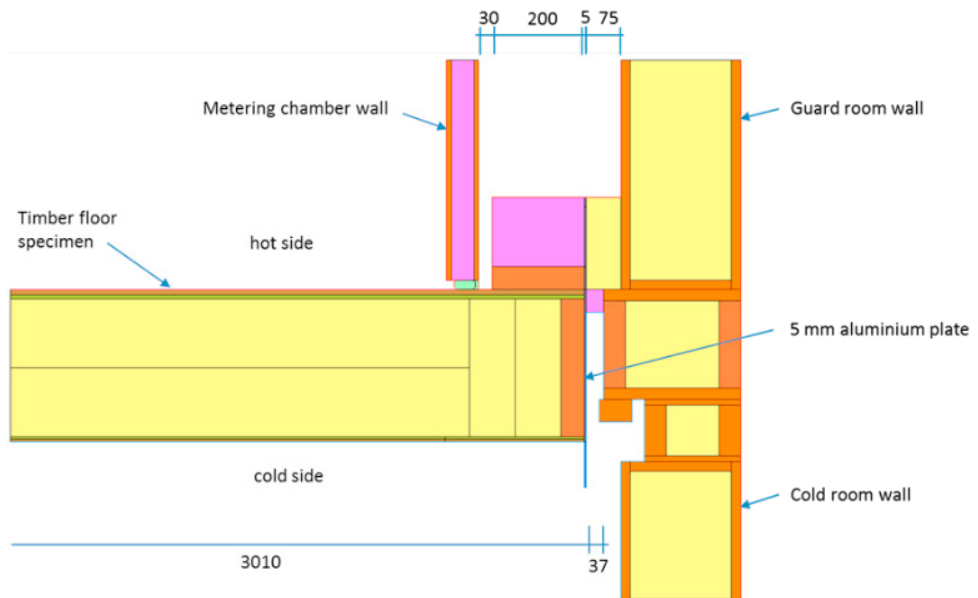 30 200 5 75
Metering chamber wall
Guard room wall
Timber floor
specimen
hot side
5 mm aluminium plate
cold side
Cold room wall
3010
37